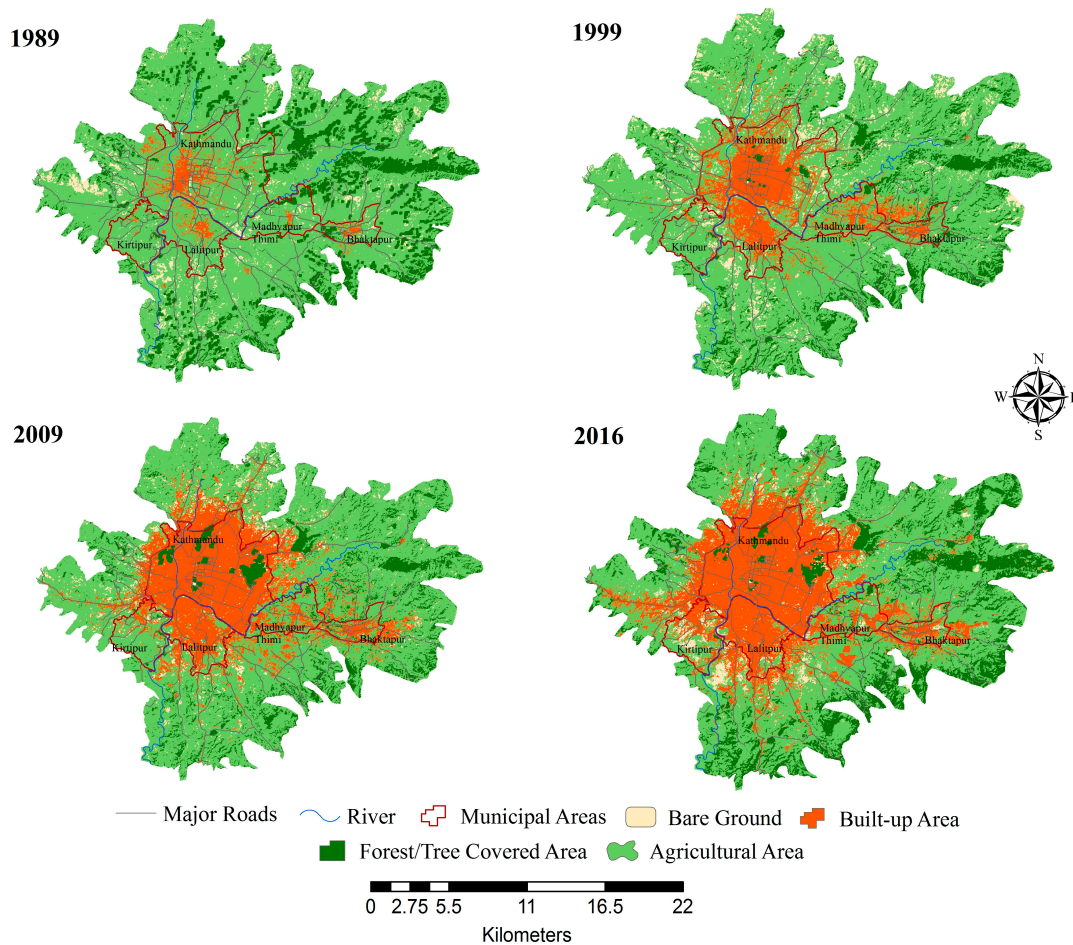 1989
Kathmandu
Kirtipur
Lalitpur
Madhyapur
Thimi
Bhaktapur
1999
Kathmandu
Kirtipur
Lalitpur
Madhyapur
Thimi
Bhaktapur
N
W
E
S
2009
Kathmandu
Kirtipur
Lalitpur
Madhyapur
Thimi
Bhaktapur
2016
Kathmandu
Kirtipur
Lalitpur
Madhyapur
Thimi
Bhaktapur
Major Roads River Municipal Areas Bare Ground Built-up Area
Forest/Tree Covered Area Agricultural Area
0 2.75 5.5 11 16.5 22
Kilometers